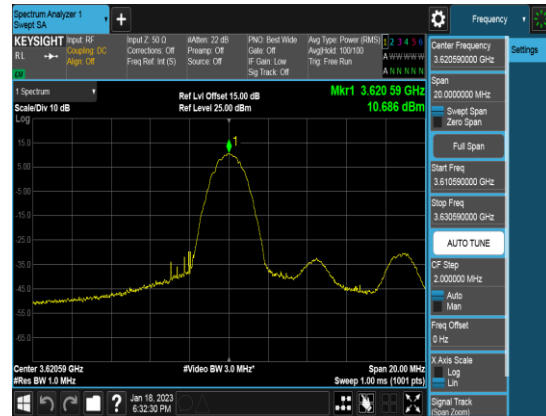 Spectrum Analyzer 1
Swept SA
+
Frequency
KEYSIGHT
RL
Input: RF
Coupling: DC
Align: Off
Input Z: 50 Ω
Corrections: Off
Freq Ref: Int (S)
#Atten: 22 dB
Preamp: Off
Source: Off
PNO: Best Wide
Gate: Off
IF Gain: Low
Sig Track: Off
Avg Type: Power (RMS)
Avg|Hold: 100/100
Trig: Free Run
1 2 3 4 5 6
A W W W W W
A N N N N N
1 Spectrum
Scale/Div 10 dB
Log
Ref Lvl Offset 15.00 dB
Ref Level 25.00 dBm
Mkr1 3.620 59 GHz
10.686 dBm
15.0
5.00
-5.00
-15.0
-25.0
-35.0
-45.0
-55.0
-65.0
1
Center 3.62059 GHz
#Res BW 1.0 MHz
#Video BW 3.0 MHz*
Span 20.00 MHz
Sweep 1.00 ms (1001 pts)
Jan 18, 2023
6:32:30 PM
?
Center Frequency
3.620590000 GHz
Span
20.0000000 MHz
Swept Span
Zero Span
Full Span
Start Freq
3.610590000 GHz
Stop Freq
3.630590000 GHz
AUTO TUNE
CF Step
2.000000 MHz
Auto
Man
Freq Offset
0 Hz
X Axis Scale
Log
Lin
Signal Track
(Span Zoom)
Settings